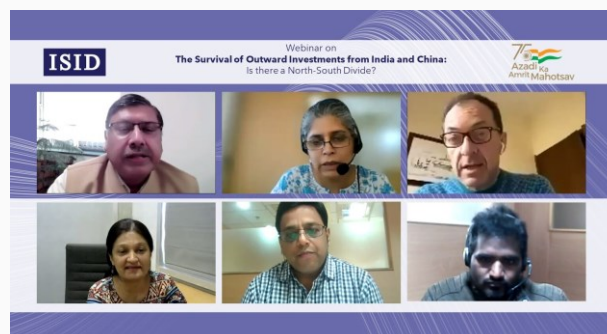 ISID
Webinar on
The Survival of Outward Investments from India and China:
Is there a North-South Divide?
75
Azadi Ka
Amrit Mahotsav